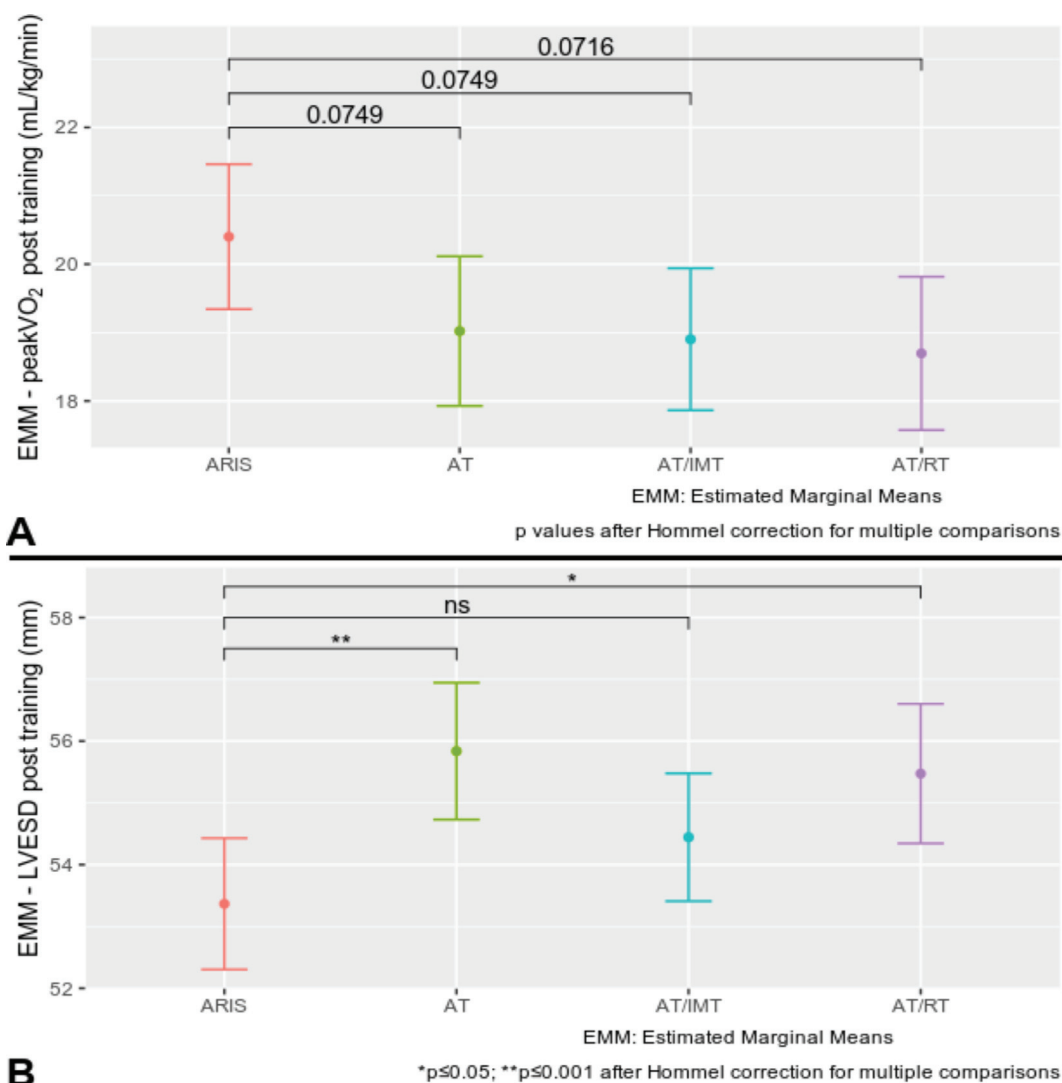 0.0716
0.0749
0.0749
EMM - peakVO₂ post training (mL/kg/min)
22
20
18
ARIS AT AT/IMT AT/RT
EMM: Estimated Marginal Means
A
p values after Hommel correction for multiple comparisons
*
ns
**
EMM - LVESD post training (mm)
58
56
54
52
ARIS AT AT/IMT AT/RT
EMM: Estimated Marginal Means
B
*p≤0.05; **p≤0.001 after Hommel correction for multiple comparisons